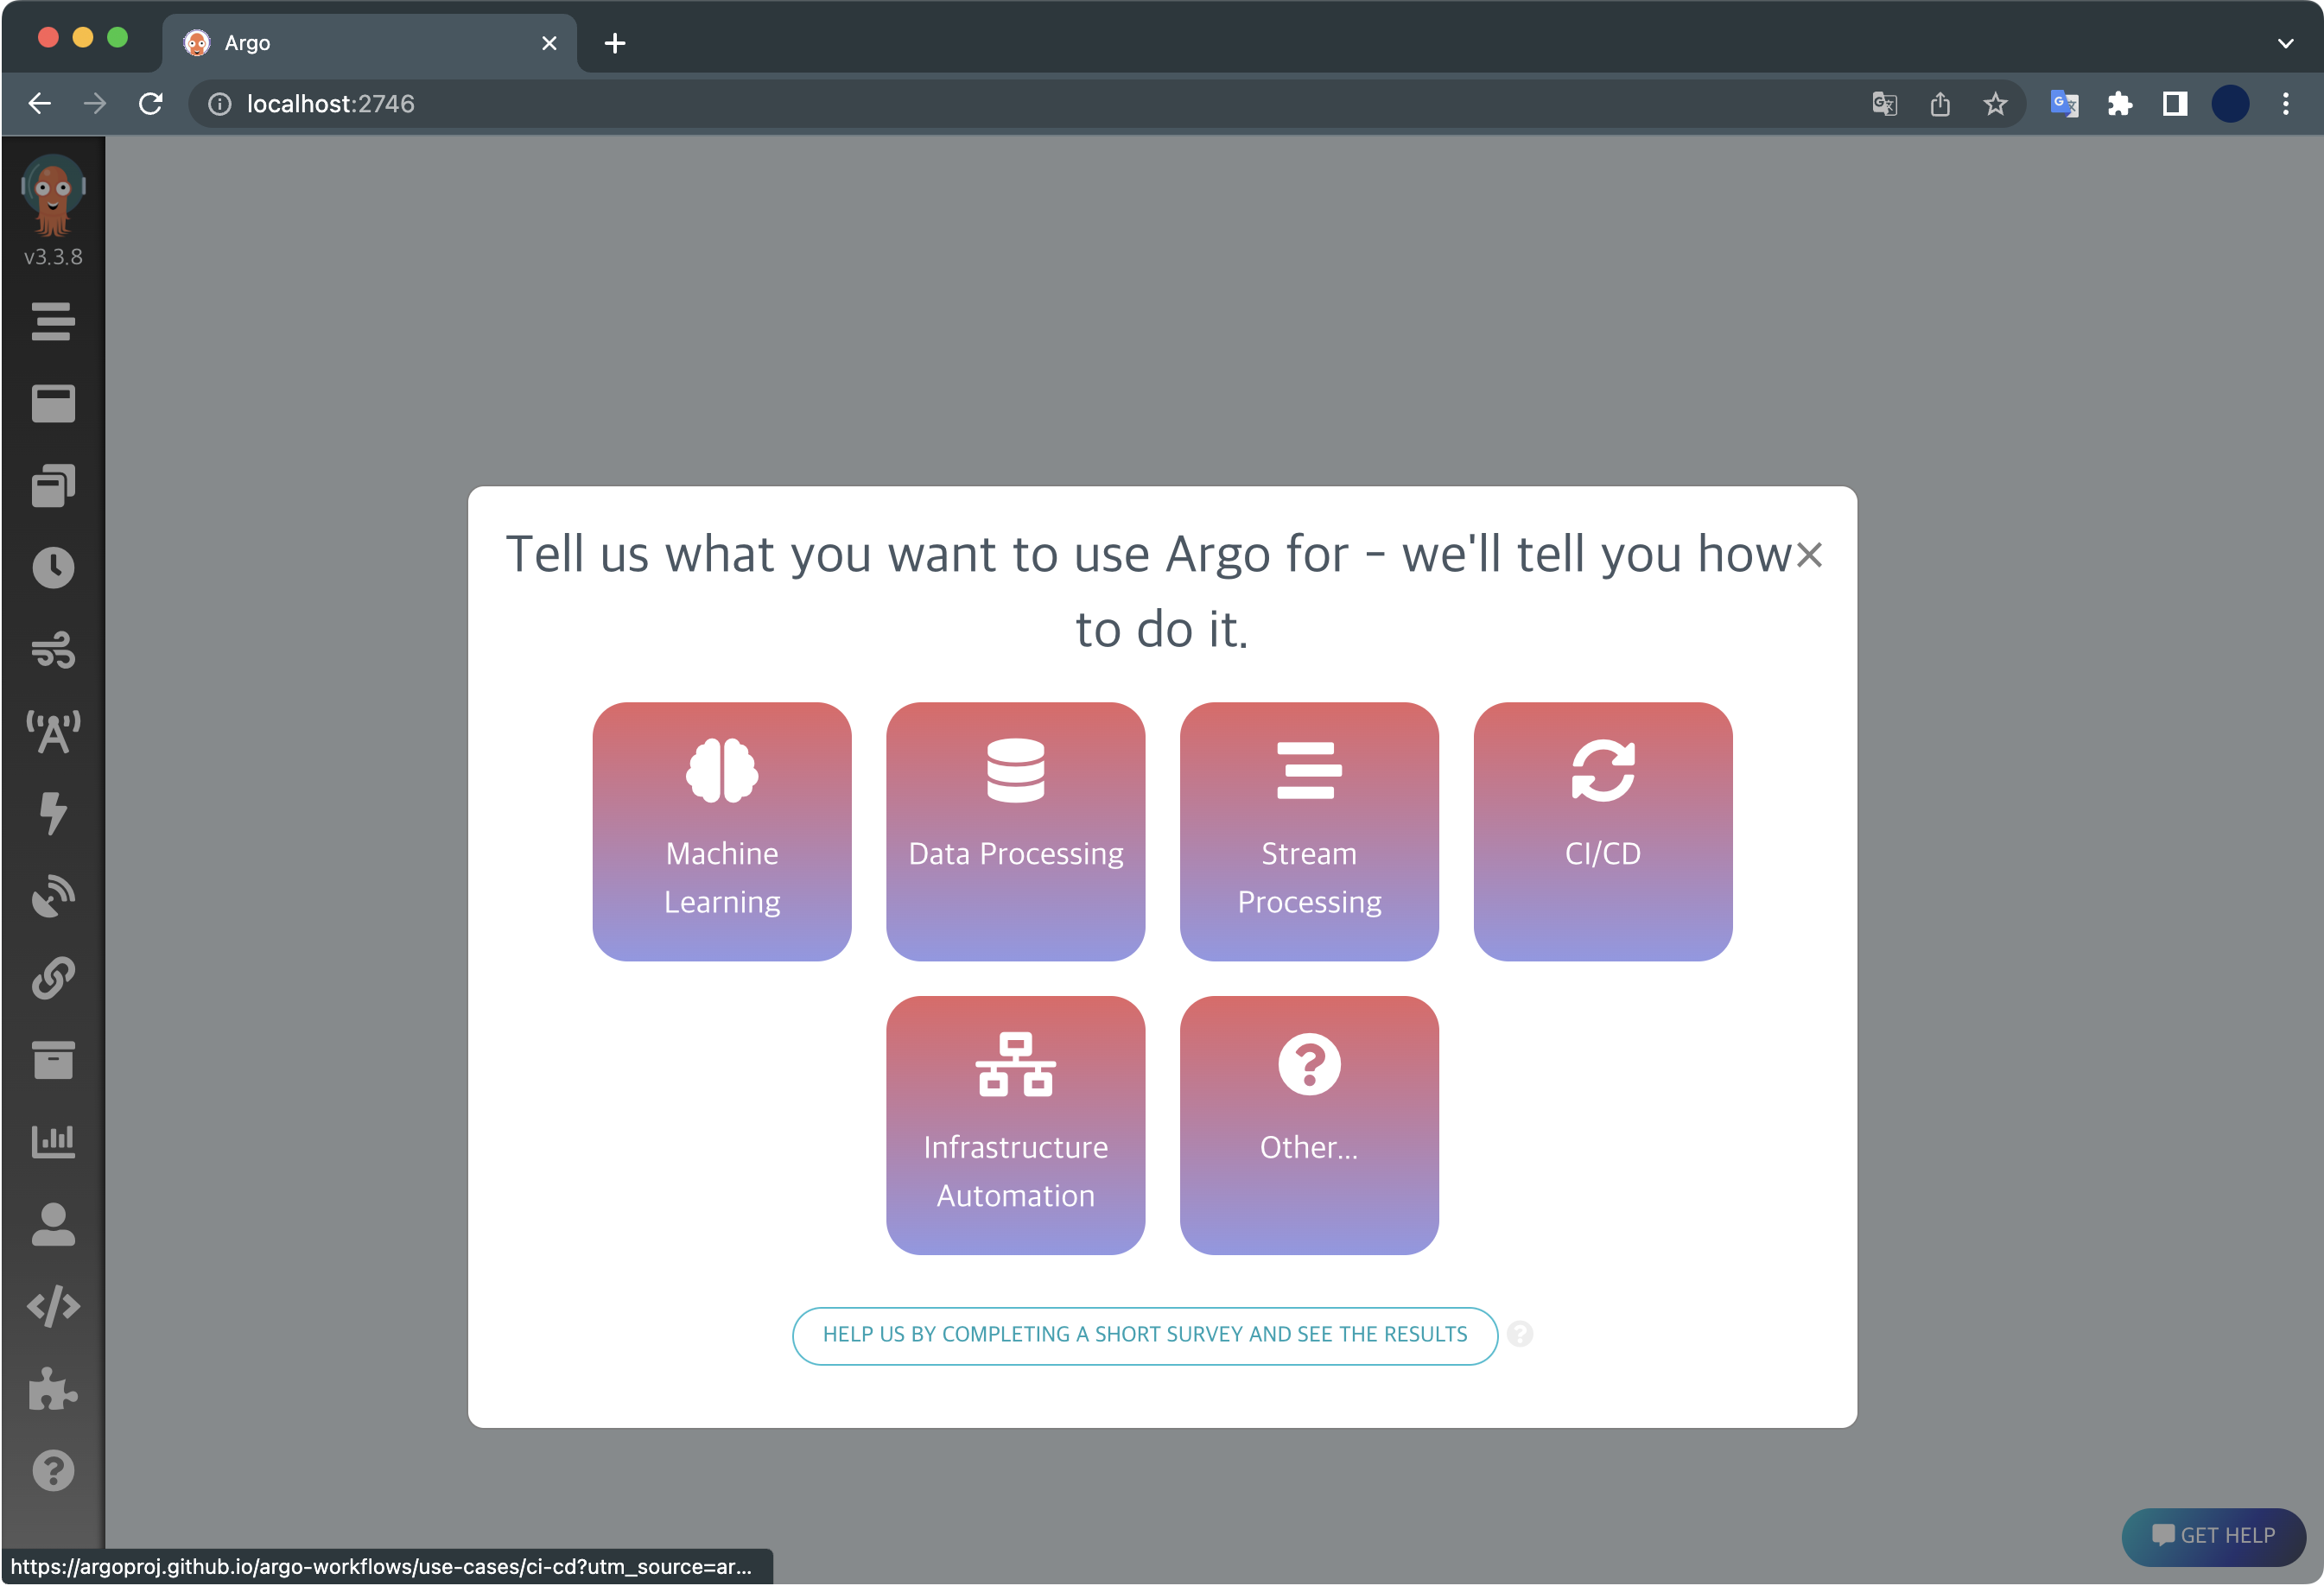 Argo
localhost:2746
v3.3.8
Tell us what you want to use Argo for - we'll tell you how
to do it.
Machine
Learning
Data Processing
Stream
Processing
CI/CD
Infrastructure
Automation
Other...
HELP US BY COMPLETING A SHORT SURVEY AND SEE THE RESULTS
GET HELP
https://argoproj.github.io/argo-workflows/use-cases/ci-cd?utm_source=ar...